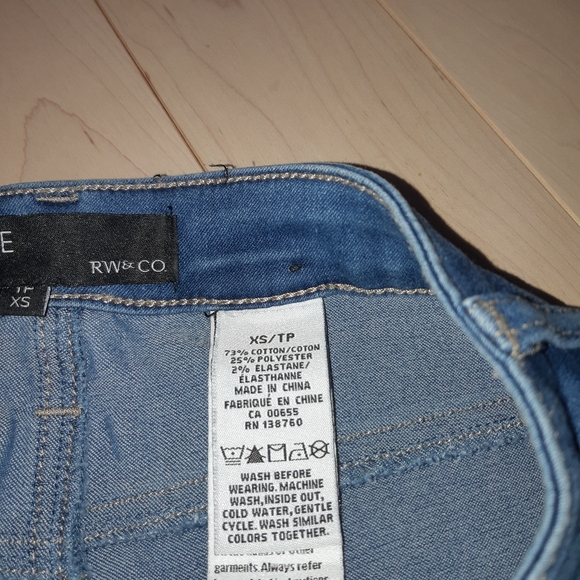 E
RW& CO.
TP
XS
XS/TP
73% COTTON/COTON
25% POLYESTER
2% ELASTANE/
ÉLASTHANNE
MADE IN CHINA
FABRIQUÉ EN CHINE
CA 00655
RN 138760
WASH BEFORE
WEARING. MACHINE
WASH,INSIDE OUT,
COLD WATER,GENTLE
CYCLE. WASH SIMILAR
COLORS TOGETHER.
garments.Always refer